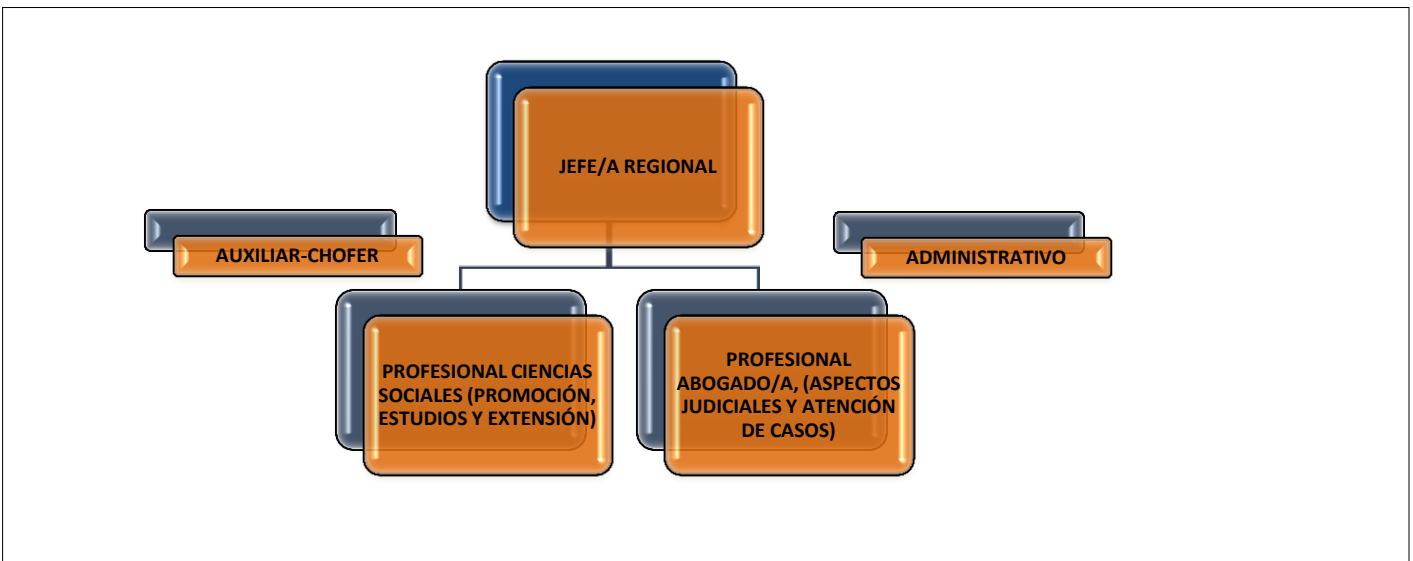 JEFE/A REGIONAL
AUXILIAR-CHOFER
ADMINISTRATIVO
PROFESIONAL CIENCIAS
SOCIALES (PROMOCIÓN,
ESTUDIOS Y EXTENSIÓN)
PROFESIONAL
ABOGADO/A, (ASPECTOS
JUDICIALES Y ATENCIÓN
DE CASOS)